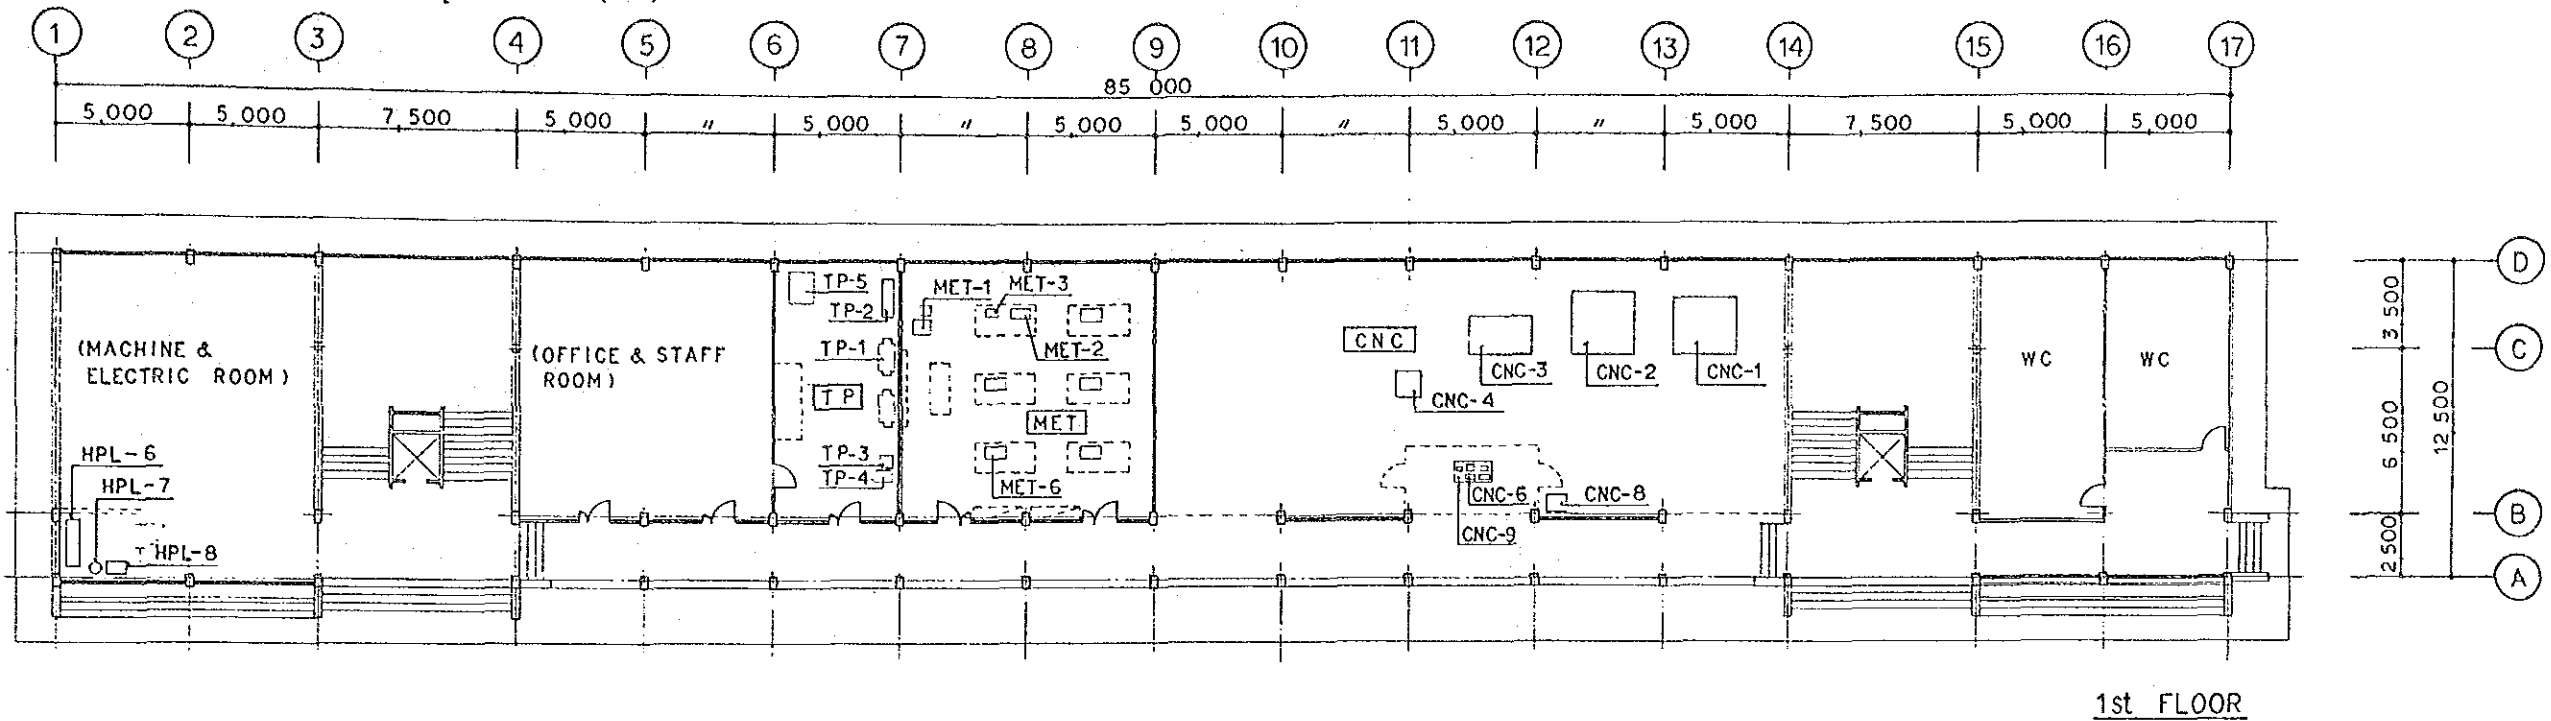 1 2 3 4 5 6 7 8 9 10 11 12 13 14 15 16 17
85 000
5,000 5,000 7,500 5,000 〃 5,000 〃 5,000 5,000 〃 5,000 〃 5,000 7,500 5,000 5,000
D
C
B
A
3 500
6 500
2 500
12 500
(MACHINE &
ELECTRIC ROOM)
HPL-6
HPL-7
HPL-8
(OFFICE & STAFF
ROOM)
TP-5
TP-2
TP-1
TP
TP-3
TP-4
MET-1
MET-3
MET-2
MET
MET-6
CNC
CNC-3
CNC-2
CNC-1
CNC-4
CNC-6
CNC-8
CNC-9
WC
WC
1st FLOOR